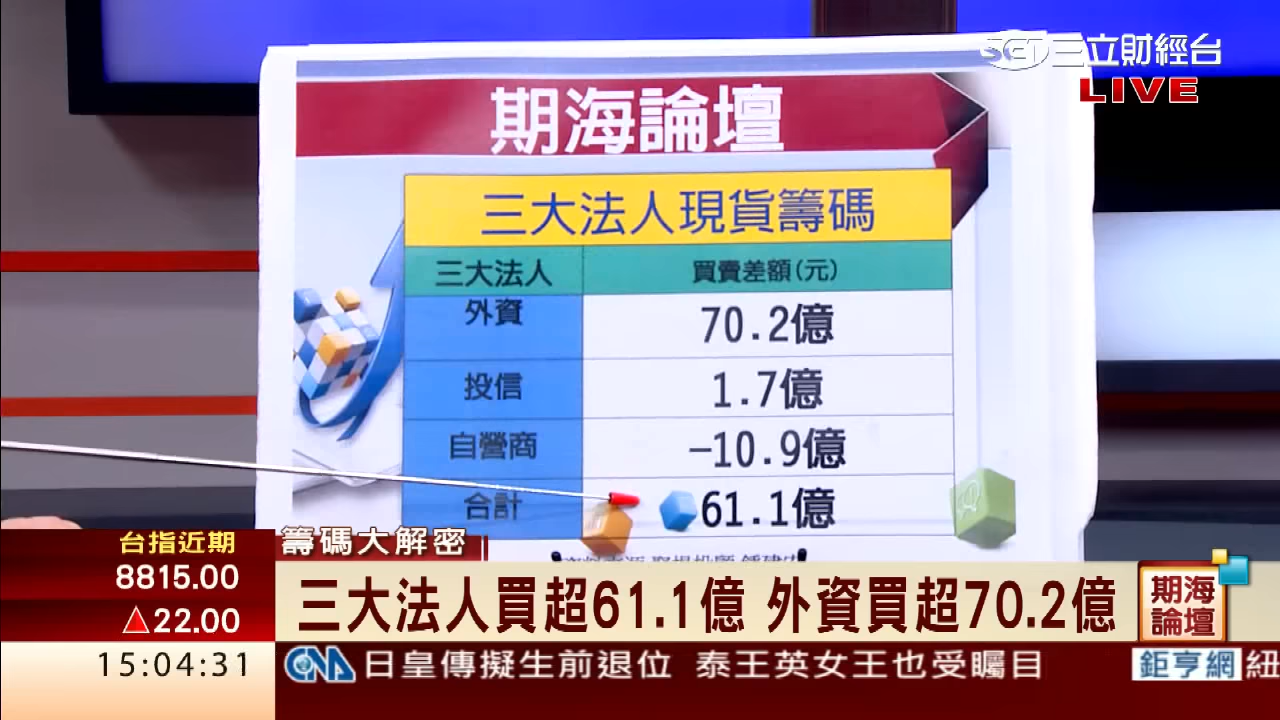 SET三立財經台
LIVE
期海論壇
三大法人現貨籌碼
三大法人 買賣差額(元)
外資 70.2億
投信 1.7億
自營商 -10.9億
合計 61.1億
台指近期
8815.00
▲22.00
15:04:31
籌碼大解密
三大法人買超61.1億 外資買超70.2億
期海論壇
CNA 日皇傳擬生前退位 泰王英女王也受矚目
鉅亨網 紐